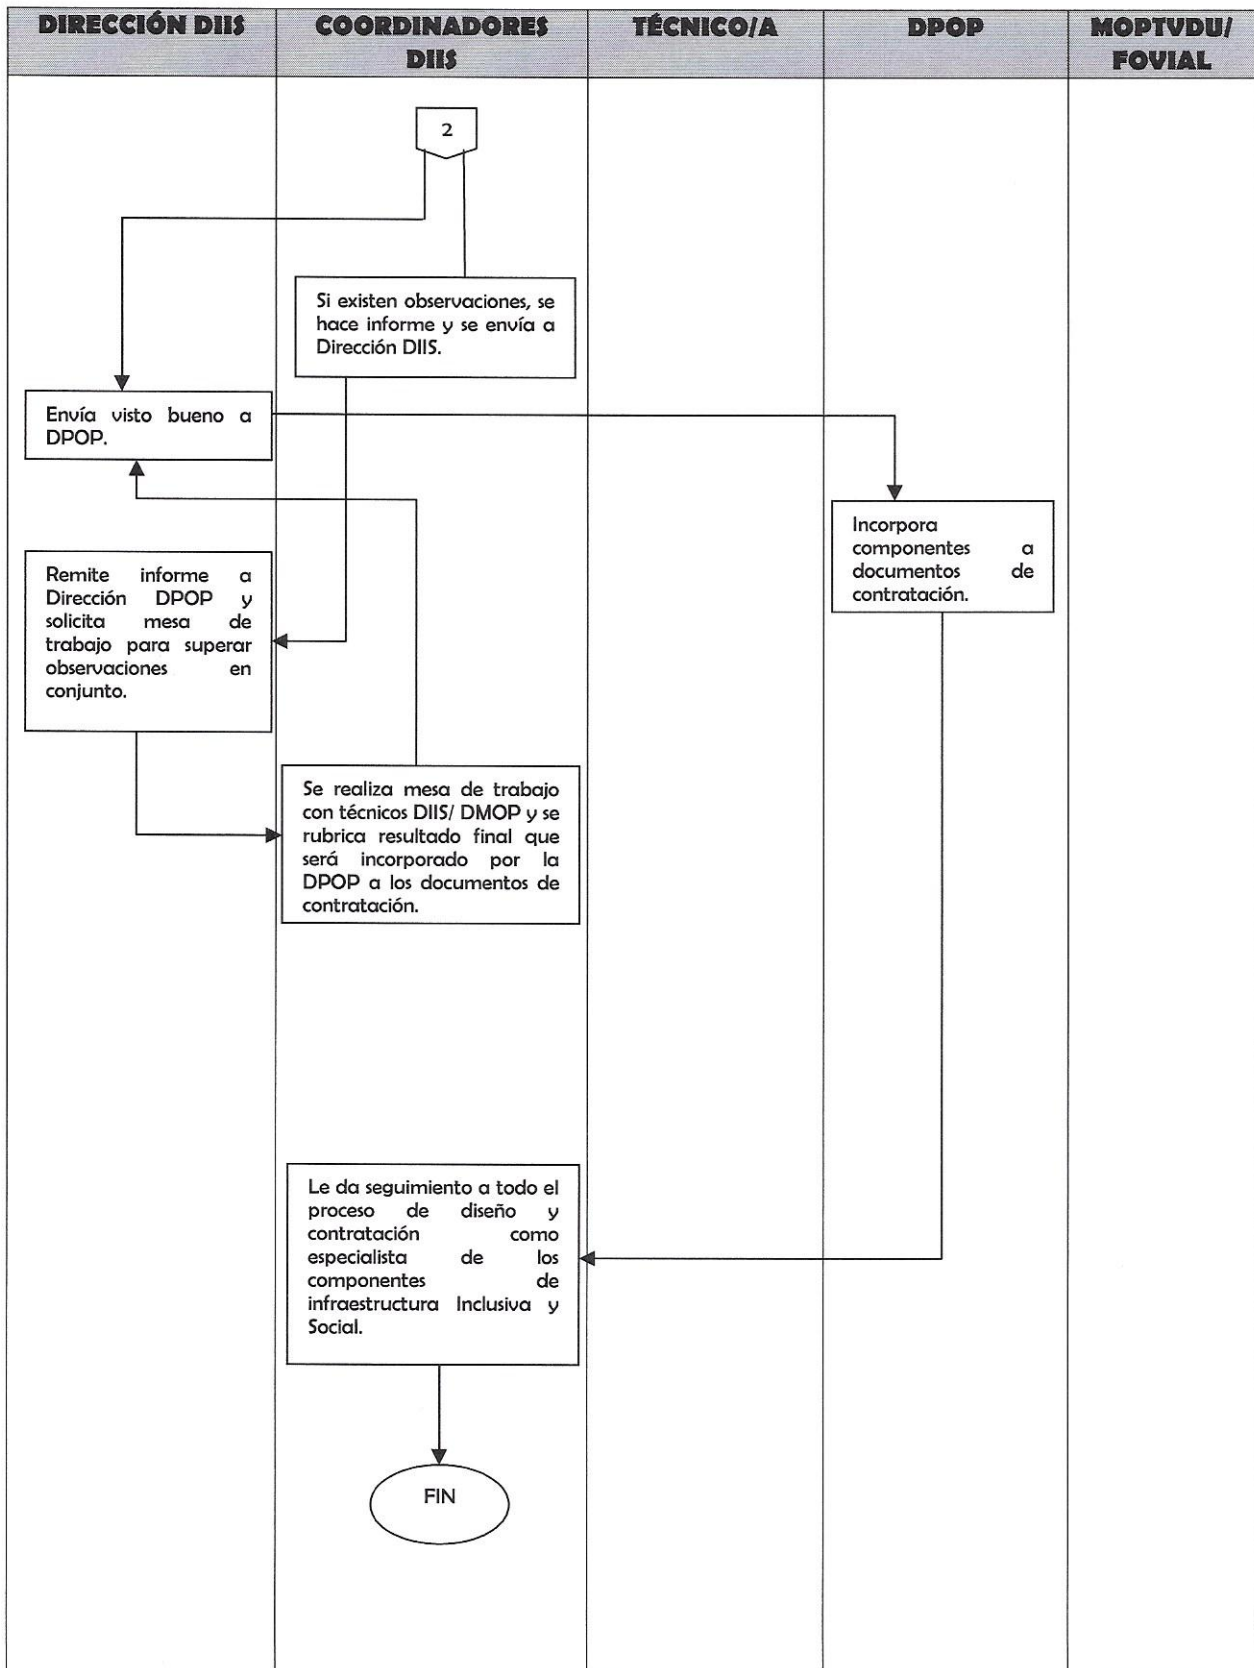 DIRECCIÓN DIIS
COORDINADORES
DIIS
TÉCNICO/A
DPOP
MOPTVDU/
FOVIAL
2
Si existen observaciones, se
hace informe y se envía a
Dirección DIIS.
Envía visto bueno a
DPOP.
Incorpora
componentes a
documentos de
contratación.
Remite informe a
Dirección DPOP y
solicita mesa de
trabajo para superar
observaciones en
conjunto.
Se realiza mesa de trabajo
con técnicos DIIS/ DMOP y se
rubrica resultado final que
será incorporado por la
DPOP a los documentos de
contratación.
Le da seguimiento a todo el
proceso de diseño y
contratación como
especialista de los
componentes de
infraestructura Inclusiva y
Social.
FIN